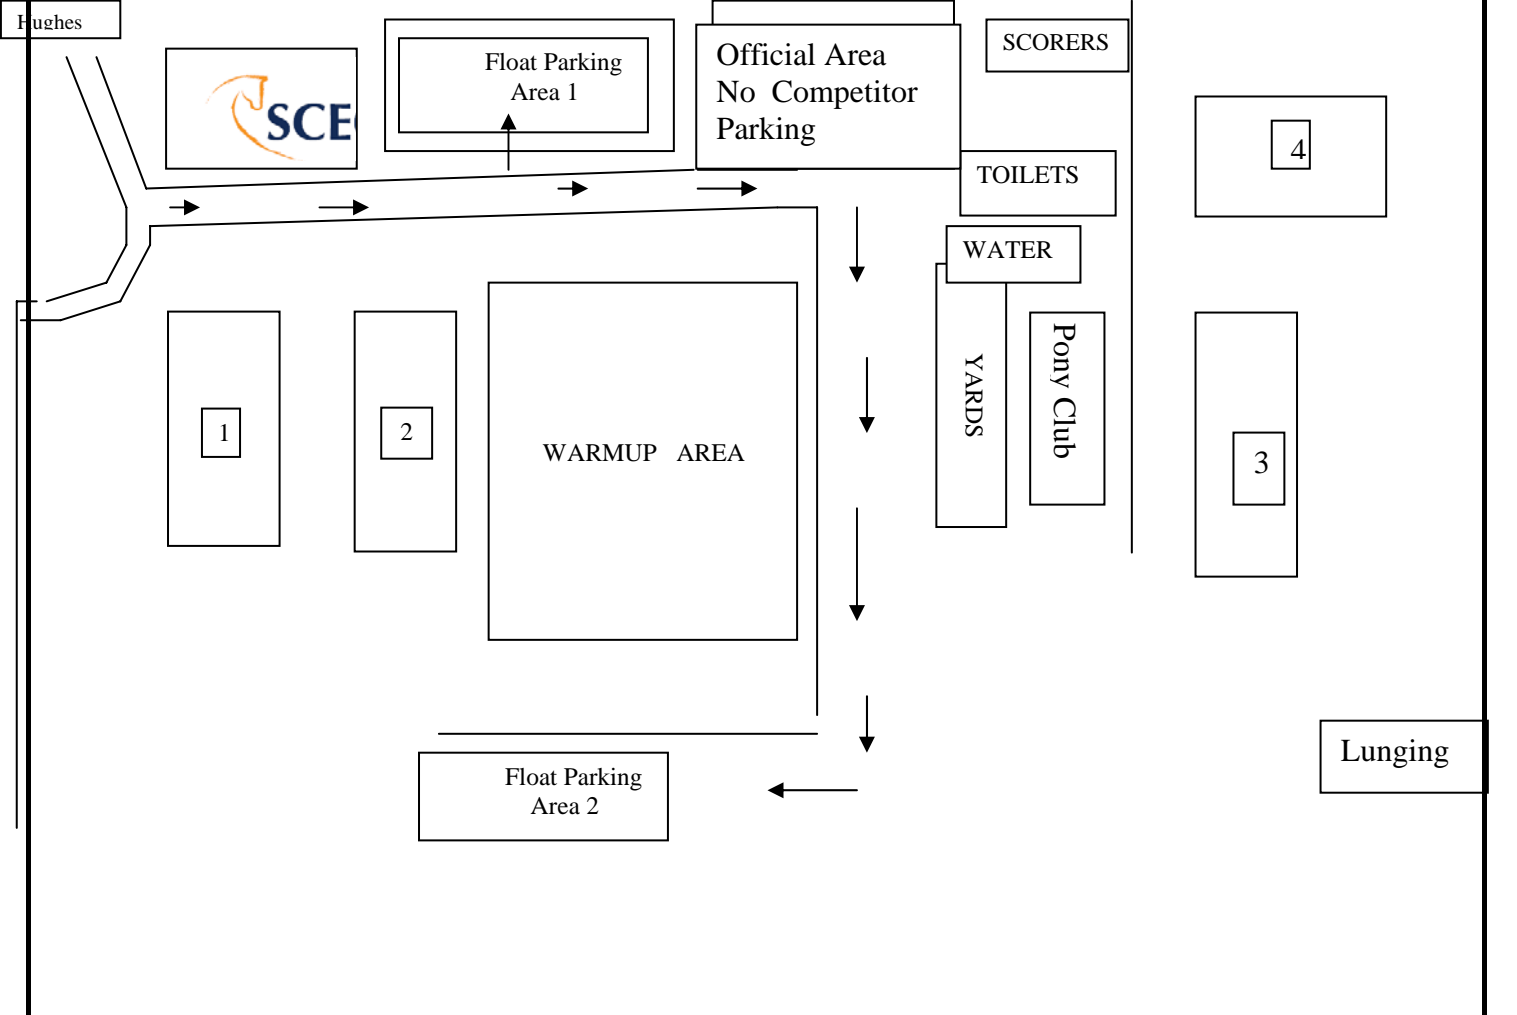 Hughes
SCE
Float Parking
Area 1
Official Area
No Competitor
Parking
SCORERS
4
TOILETS
WATER
YARDS
Pony Club
1
2
WARMUP AREA
3
Float Parking
Area 2
Lunging